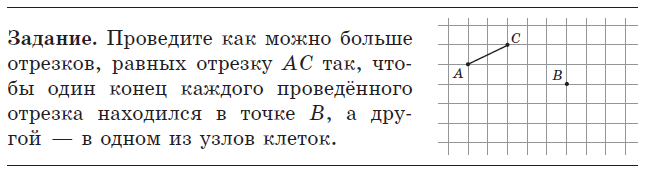 Задание. Проведите как можно больше
отрезков, равных отрезку AC так, что-
бы один конец каждого проведённого
отрезка находился в точке B, а дру-
гой — в одном из узлов клеток.
C
A
B